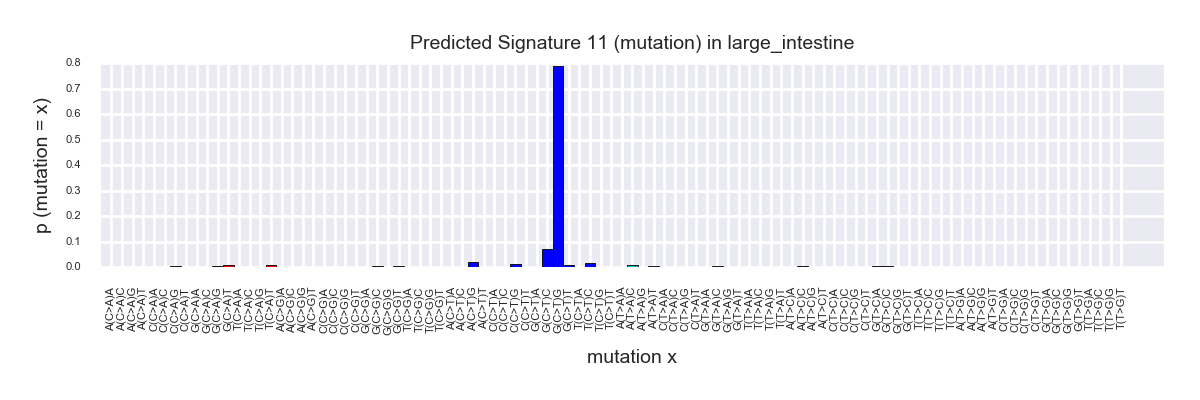 Predicted Signature 11 (mutation) in large_intestine
p (mutation = x)
0.8
0.7
0.6
0.5
0.4
0.3
0.2
0.1
0.0
A(C>A)A
A(C>A)C
A(C>A)G
A(C>A)T
C(C>A)A
C(C>A)C
C(C>A)G
C(C>A)T
G(C>A)A
G(C>A)C
G(C>A)G
G(C>A)T
T(C>A)A
T(C>A)C
T(C>A)G
T(C>A)T
A(C>G)A
A(C>G)C
A(C>G)G
A(C>G)T
C(C>G)A
C(C>G)C
C(C>G)G
C(C>G)T
G(C>G)A
G(C>G)C
G(C>G)G
G(C>G)T
T(C>G)A
T(C>G)C
T(C>G)G
T(C>G)T
A(C>T)A
A(C>T)C
A(C>T)G
A(C>T)T
C(C>T)A
C(C>T)C
C(C>T)G
C(C>T)T
G(C>T)A
G(C>T)C
G(C>T)G
G(C>T)T
T(C>T)A
T(C>T)C
T(C>T)G
T(C>T)T
A(T>A)A
A(T>A)C
A(T>A)G
A(T>A)T
C(T>A)A
C(T>A)C
C(T>A)G
C(T>A)T
G(T>A)A
G(T>A)C
G(T>A)G
G(T>A)T
T(T>A)A
T(T>A)C
T(T>A)G
T(T>A)T
A(T>C)A
A(T>C)C
A(T>C)G
A(T>C)T
C(T>C)A
C(T>C)C
C(T>C)G
C(T>C)T
G(T>C)A
G(T>C)C
G(T>C)G
G(T>C)T
T(T>C)A
T(T>C)C
T(T>C)G
T(T>C)T
A(T>G)A
A(T>G)C
A(T>G)G
A(T>G)T
C(T>G)A
C(T>G)C
C(T>G)G
C(T>G)T
G(T>G)A
G(T>G)C
G(T>G)G
G(T>G)T
T(T>G)A
T(T>G)C
T(T>G)G
T(T>G)T
mutation x